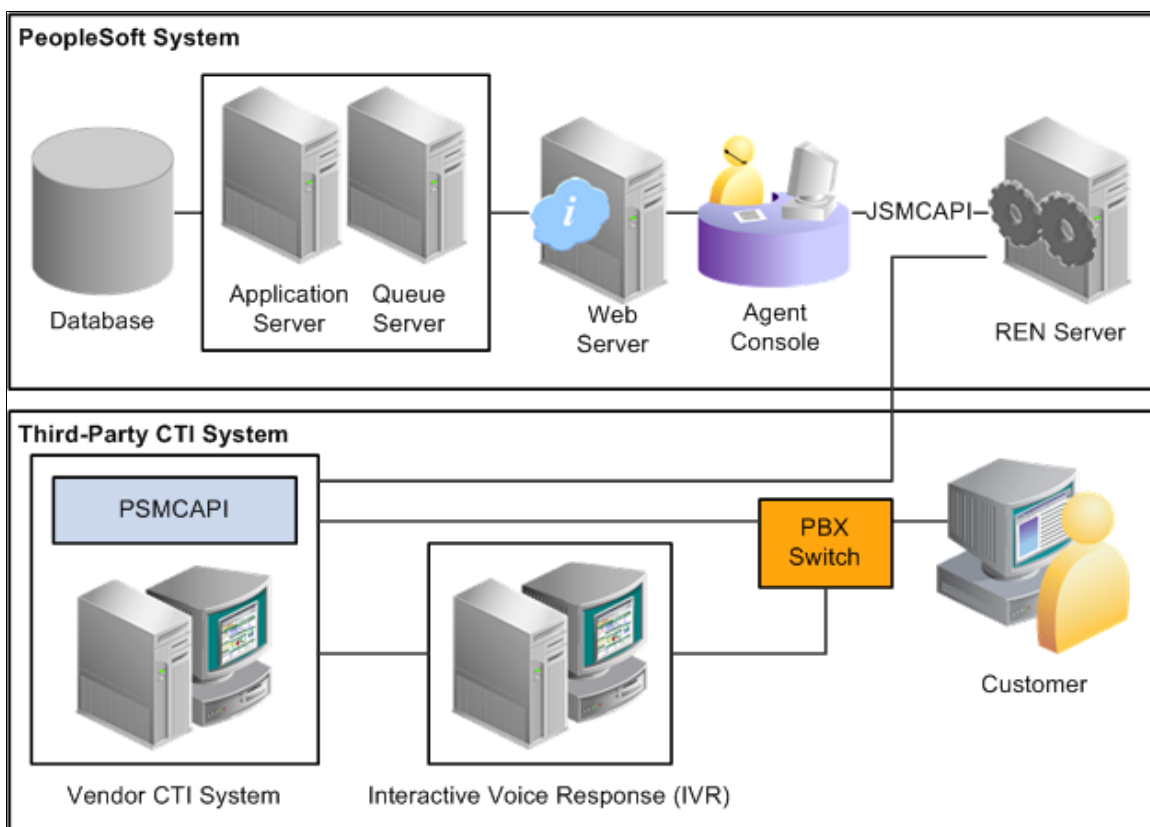 PeopleSoft System
Database
Application
Server
Queue
Server
i
Web
Server
Agent
Console
JSMCAPI
REN Server
Third-Party CTI System
PSMCAPI
Vendor CTI System
Interactive Voice Response (IVR)
PBX
Switch
Customer